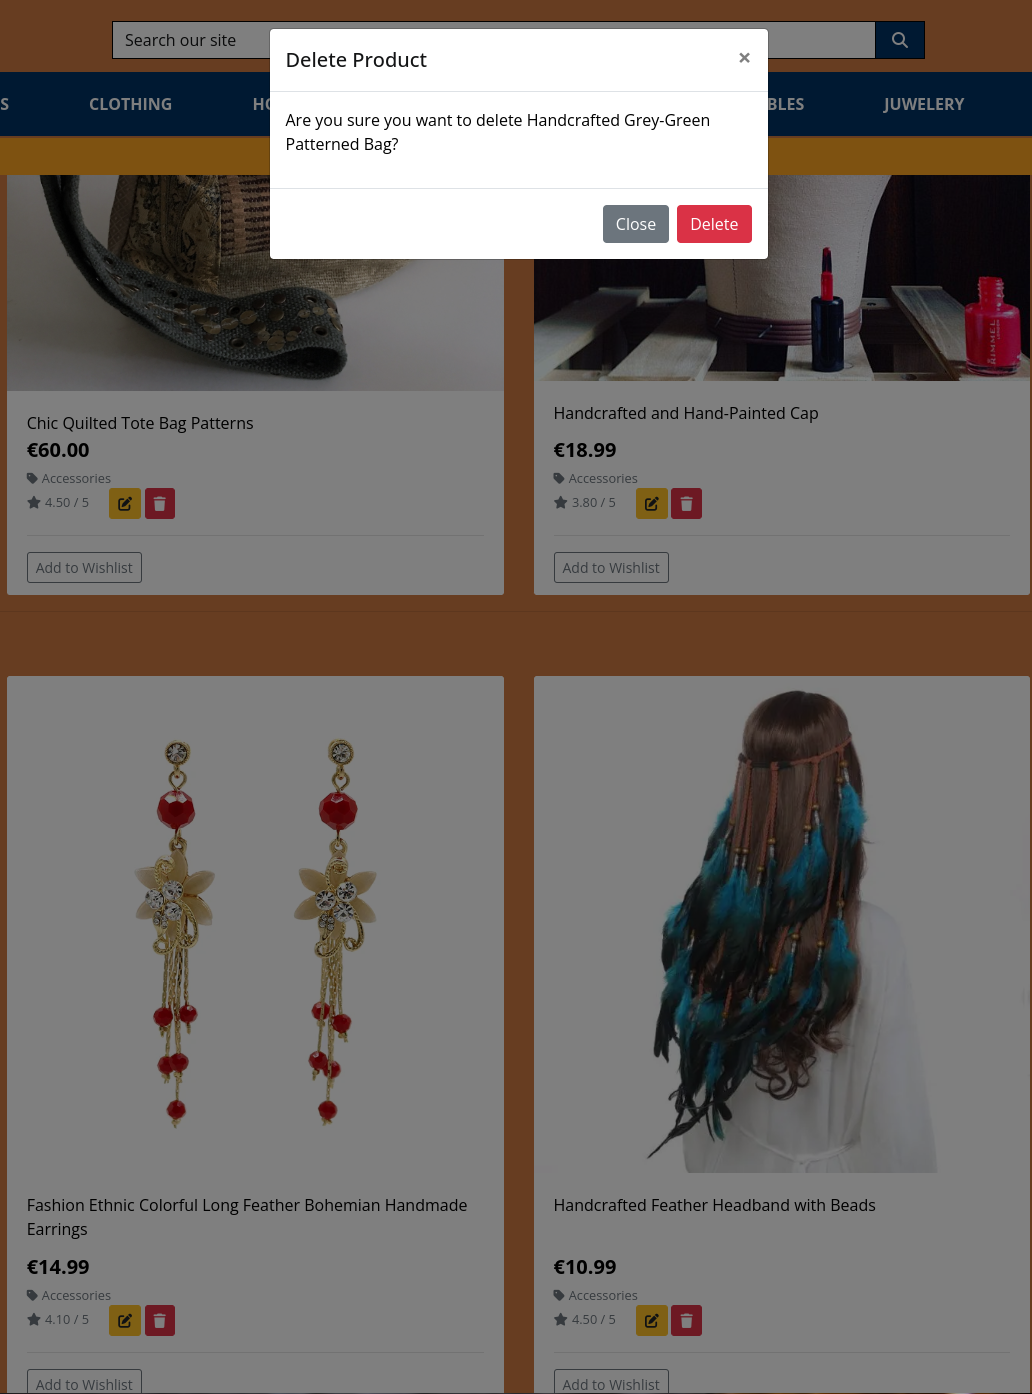 Search our site
Delete Product
×
S
CLOTHING
HO
BLES
JUWELERY
Are you sure you want to delete Handcrafted Grey-Green
Patterned Bag?
Close
Delete
RIMMEL
LONDON
Chic Quilted Tote Bag Patterns
€60.00
Accessories
4.50 / 5
Add to Wishlist
Handcrafted and Hand-Painted Cap
€18.99
Accessories
3.80 / 5
Add to Wishlist
Fashion Ethnic Colorful Long Feather Bohemian Handmade
Earrings
€14.99
Accessories
4.10 / 5
Add to Wishlist
Handcrafted Feather Headband with Beads
€10.99
Accessories
4.50 / 5
Add to Wishlist